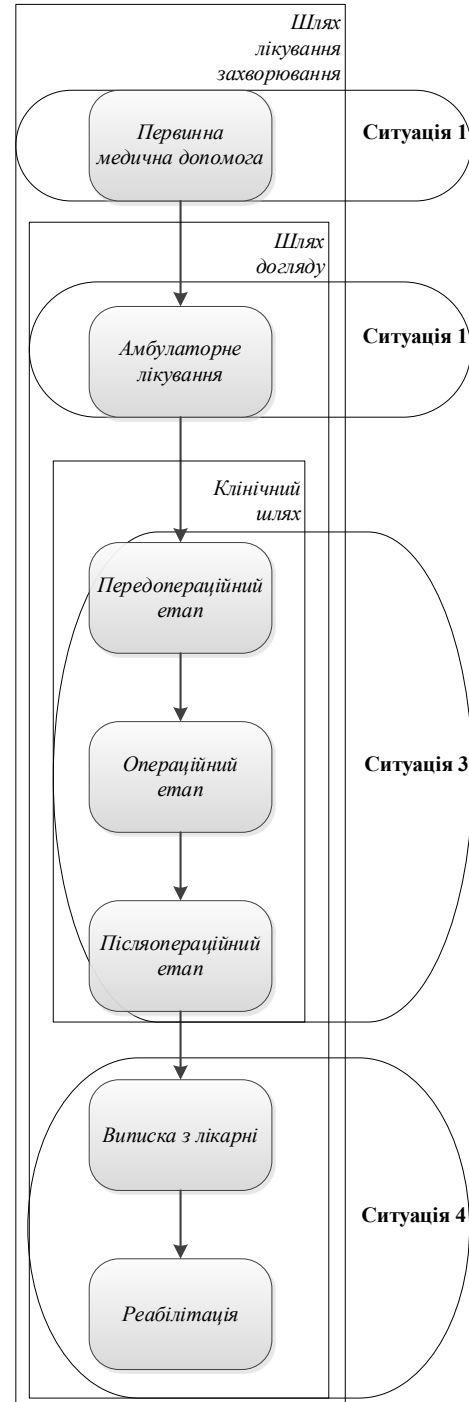 Шлях
лікування
захворювання
Первинна
медична допомога
Ситуація 1
Шлях
догляду
Амбулаторне
лікування
Ситуація 1
Клінічний
шлях
Передопераційний
етап
Операційний
етап
Ситуація 3
Післяопераційний
етап
Виписка з лікарні
Ситуація 4
Реабілітація